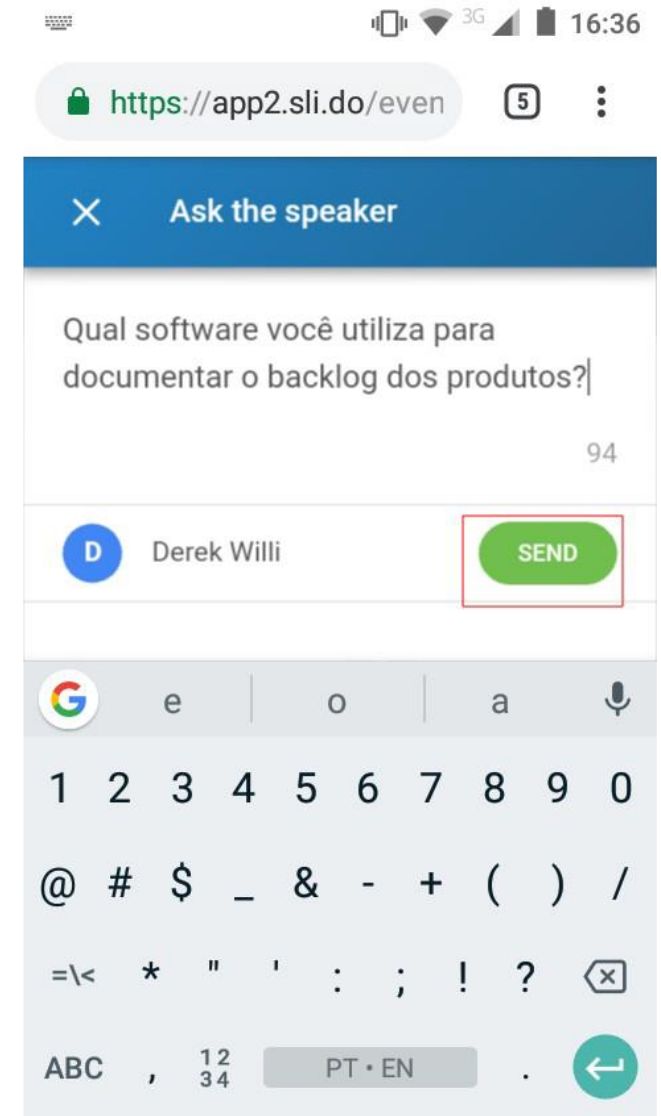 3G 16:36
https://app2.sli.do/even 5
Ask the speaker
Qual software você utiliza para
documentar o backlog dos produtos?
94
D Derek Willi SEND
G e o a
1 2 3 4 5 6 7 8 9 0
@ # $ _ & - + ( ) /
=\< * " ' : ; ! ?
ABC , 12 34 PT • EN .